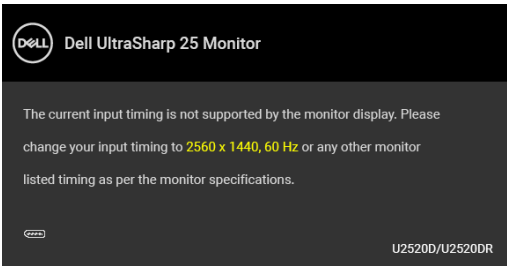 DELL Dell UltraSharp 25 Monitor
The current input timing is not supported by the monitor display. Please
change your input timing to 2560 x 1440, 60 Hz or any other monitor
listed timing as per the monitor specifications.
U2520D/U2520DR